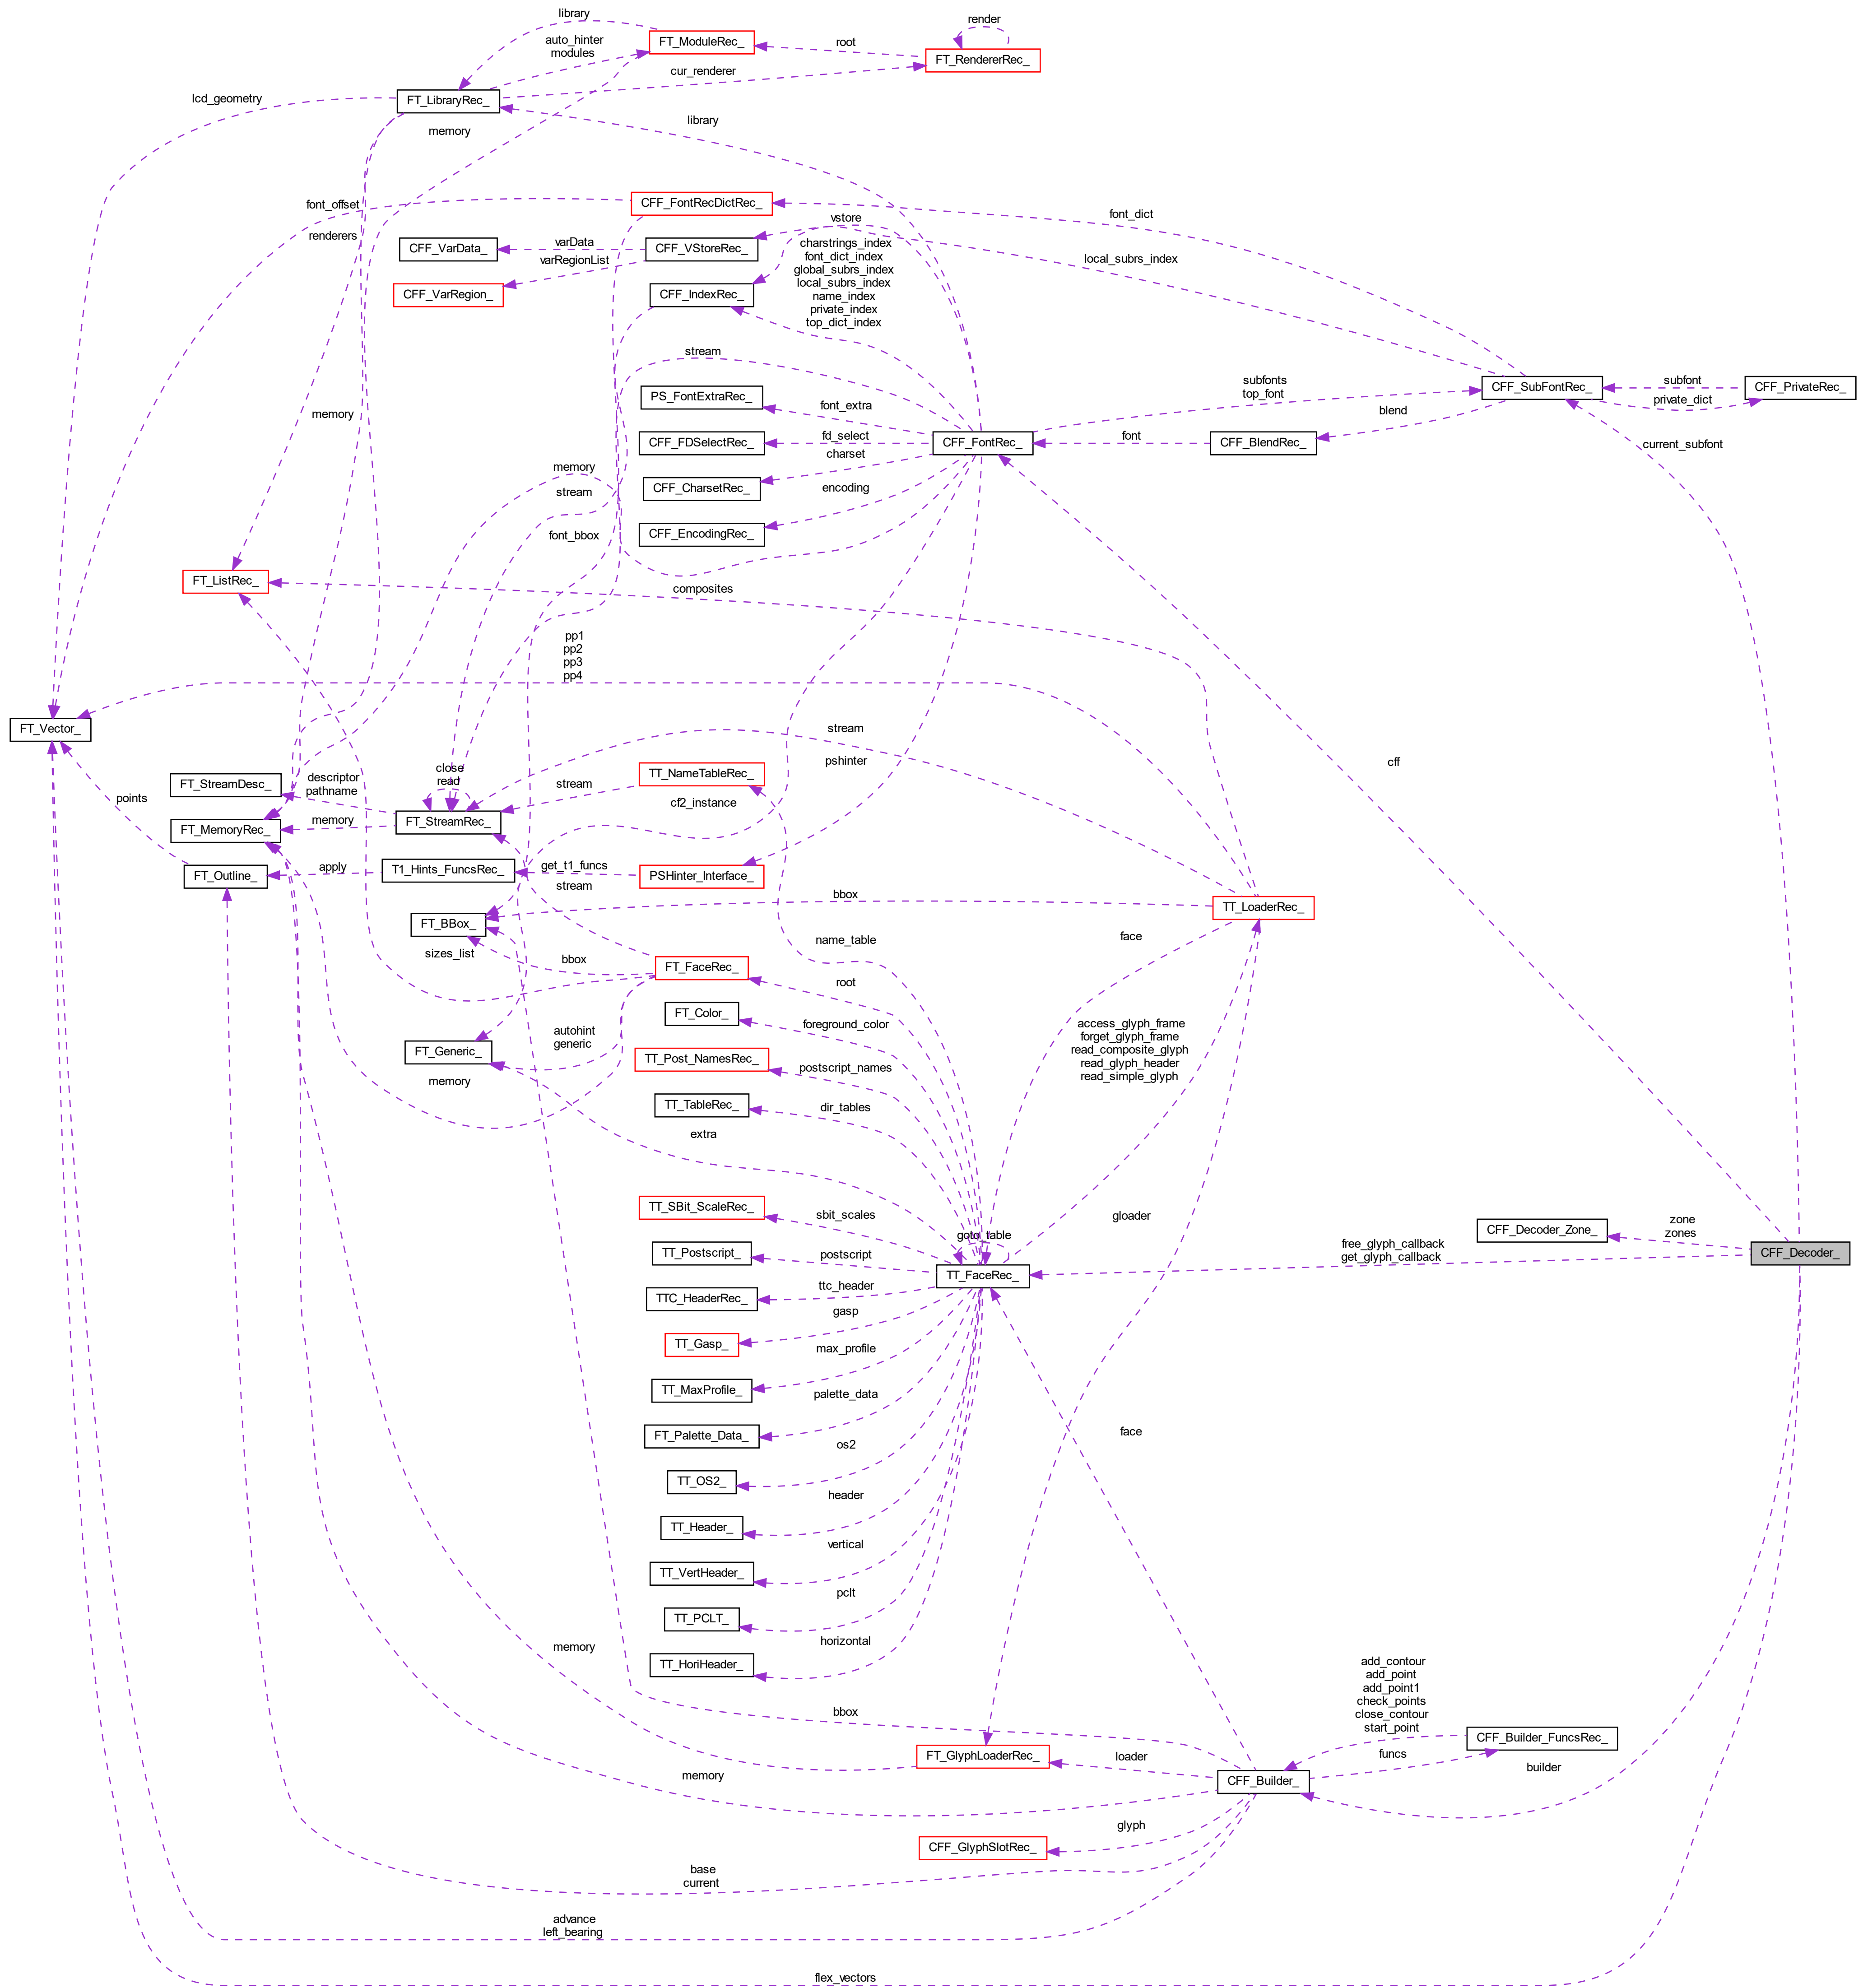 library
render
auto_hinter
modules
FT_ModuleRec_
root
FT_RendererRec_
cur_renderer
lcd_geometry
FT_LibraryRec_
memory
library
font_offset
CFF_FontRecDictRec_
font_dict
vstore
renderers
CFF_VarData_
varData
CFF_VStoreRec_
charstrings_index
font_dict_index
global_subrs_index
local_subrs_index
name_index
private_index
top_dict_index
local_subrs_index
varRegionList
CFF_VarRegion_
CFF_IndexRec_
stream
subfonts
top_font
CFF_SubFontRec_
subfont
private_dict
CFF_PrivateRec_
memory
PS_FontExtraRec_
font_extra
blend
CFF_FDSelectRec_
fd_select
CFF_FontRec_
font
CFF_BlendRec_
current_subfont
charset
memory
stream
CFF_CharsetRec_
encoding
font_bbox
CFF_EncodingRec_
FT_ListRec_
composites
pp1
pp2
pp3
pp4
FT_Vector_
stream
pshinter
cff
close
read
FT_StreamDesc_
descriptor
pathname
TT_NameTableRec_
stream
points
cf2_instance
FT_MemoryRec_
memory
FT_StreamRec_
FT_Outline_
apply
T1_Hints_FuncsRec_
get_t1_funcs
PSHinter_Interface_
stream
bbox
TT_LoaderRec_
FT_BBox_
name_table
face
sizes_list
bbox
FT_FaceRec_
root
FT_Color_
foreground_color
access_glyph_frame
forget_glyph_frame
read_composite_glyph
read_glyph_header
read_simple_glyph
autohint
generic
FT_Generic_
TT_Post_NamesRec_
postscript_names
memory
TT_TableRec_
dir_tables
extra
TT_SBit_ScaleRec_
sbit_scales
gloader
goto_table
CFF_Decoder_Zone_
zone
zones
TT_Postscript_
postscript
free_glyph_callback
get_glyph_callback
CFF_Decoder_
TT_FaceRec_
TTC_HeaderRec_
ttc_header
gasp
TT_Gasp_
max_profile
TT_MaxProfile_
palette_data
FT_Palette_Data_
face
os2
TT_OS2_
header
TT_Header_
vertical
TT_VertHeader_
pclt
TT_PCLT_
horizontal
memory
TT_HoriHeader_
add_contour
add_point
add_point1
check_points
close_contour
start_point
bbox
CFF_Builder_FuncsRec_
FT_GlyphLoaderRec_
loader
funcs
builder
memory
CFF_Builder_
glyph
CFF_GlyphSlotRec_
base
current
advance
left_bearing
flex_vectors